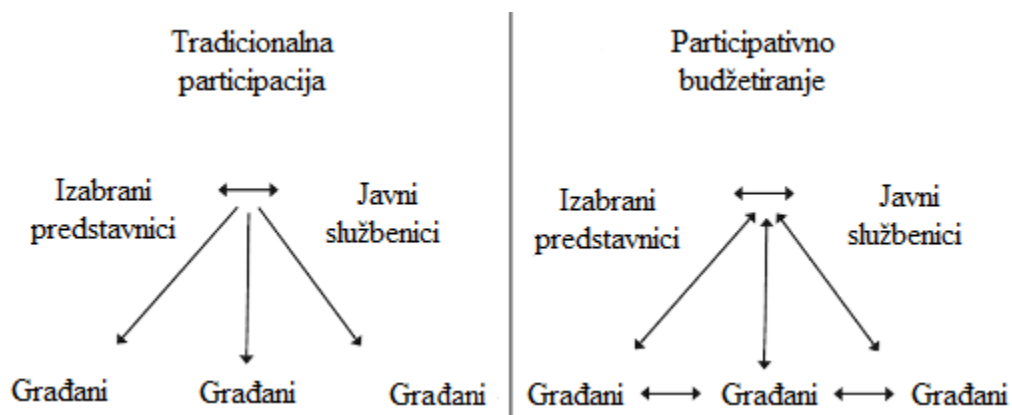 Tradicionalna
participacija
Izabrani
predstavnici
Javni
službenici
Građani
Građani
Građani
Participativno
budžetiranje
Izabrani
predstavnici
Javni
službenici
Građani
Građani
Građani